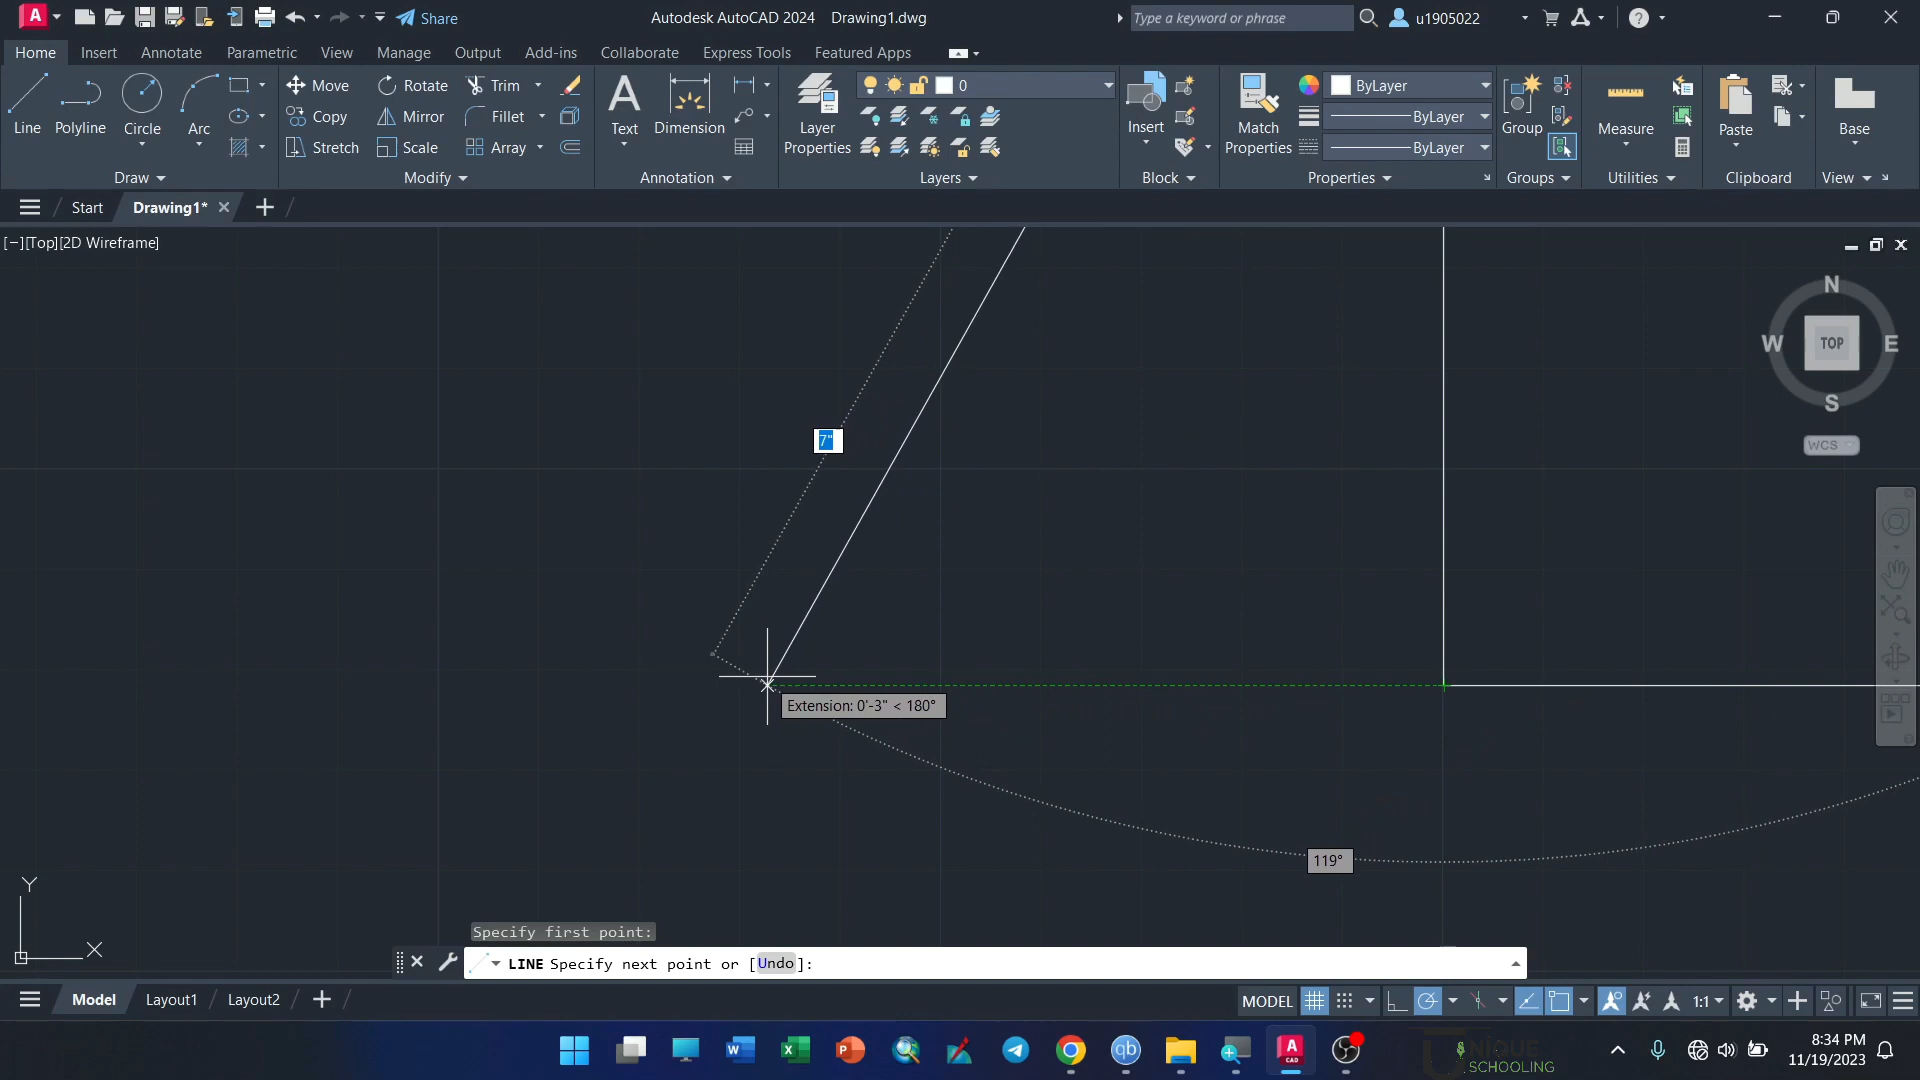 Share
Autodesk AutoCAD 2024 Drawing1.dwg
Type a keyword or phrase
u1905022
Home Insert Annotate Parametric View Manage Output Add-ins Collaborate Express Tools Featured Apps
Line Polyline Circle Arc
Move Rotate Trim
Copy Mirror Fillet
Stretch Scale Array
Text Dimension
Layer Properties
0
Insert
Match Properties
ByLayer
ByLayer
ByLayer
Group
Measure
Paste
Base
Draw Modify Annotation Layers Block Properties Groups Utilities Clipboard View
Start Drawing1*
[−][Top][2D Wireframe]
N
W TOP E
S
WCS
7"
Extension: 0'-3" < 180°
119°
Y
X
Specify first point:
LINE Specify next point or [Undo]:
Model Layout1 Layout2
MODEL 1:1
8:34 PM
11/19/2023
UNIQUE
SCHOOLING